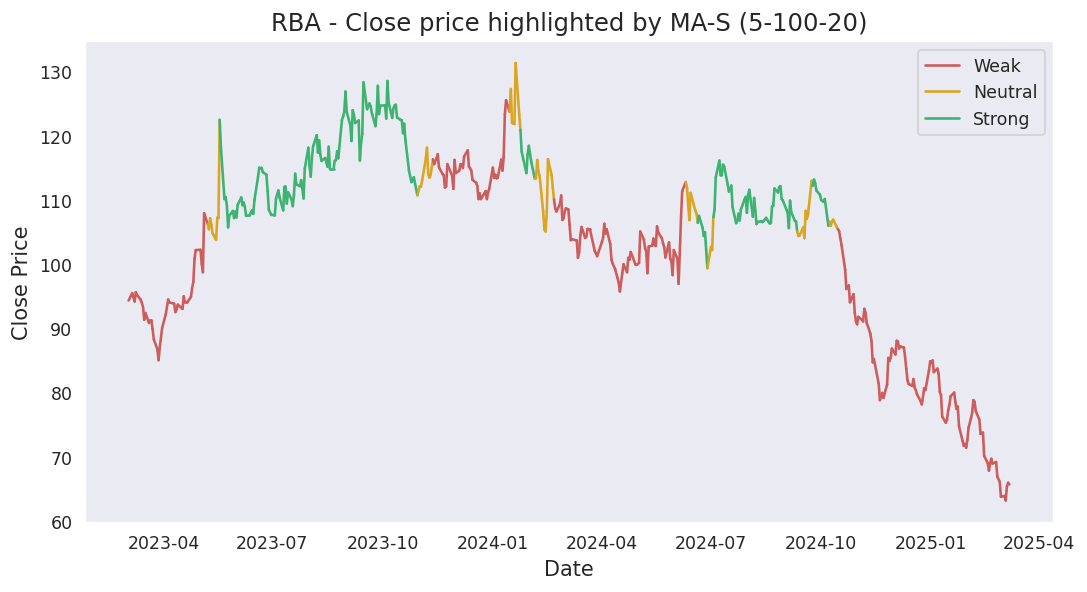 RBA - Close price highlighted by MA-S (5-100-20)
Weak
Neutral
Strong
Close Price
130
120
110
100
90
80
70
60
2023-04 2023-07 2023-10 2024-01 2024-04 2024-07 2024-10 2025-01 2025-04
Date